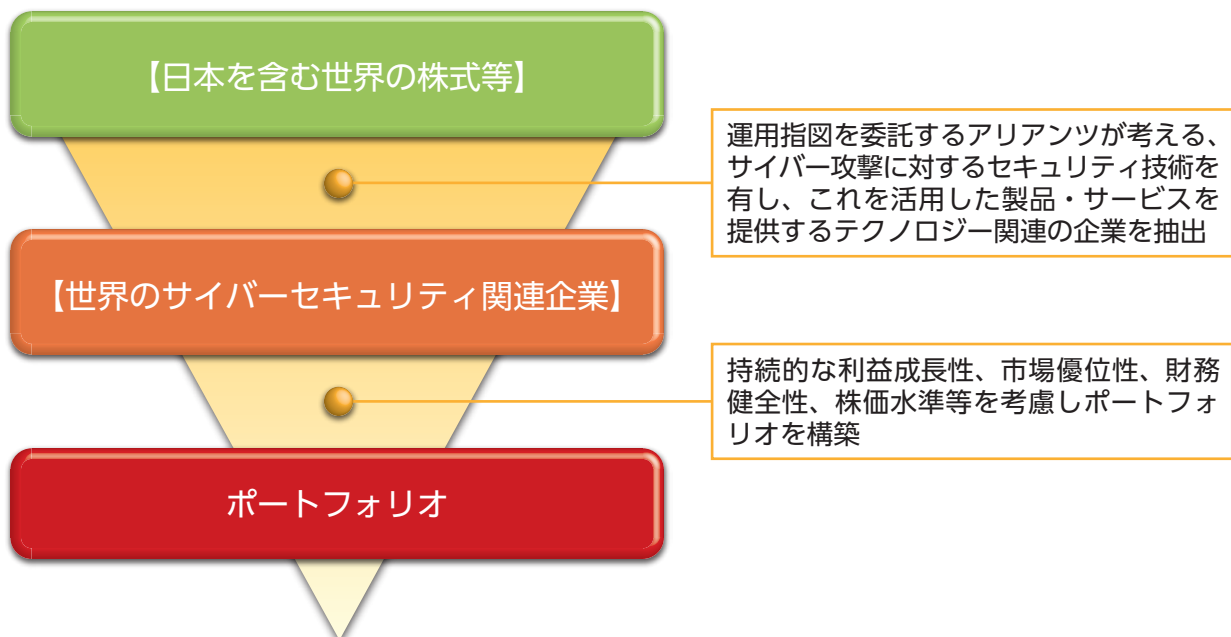 【日本を含む世界の株式等】
運用指図を委託するアリアンツが考える、
サイバー攻撃に対するセキュリティ技術を
有し、これを活用した製品・サービスを
提供するテクノロジー関連の企業を抽出
【世界のサイバーセキュリティ関連企業】
持続的な利益成長性、市場優位性、財務
健全性、株価水準等を考慮しポートフォ
リオを構築
ポートフォリオ